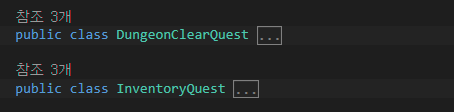 참조 3개
public class DungeonClearQuest ...
참조 3개
public class InventoryQuest ...